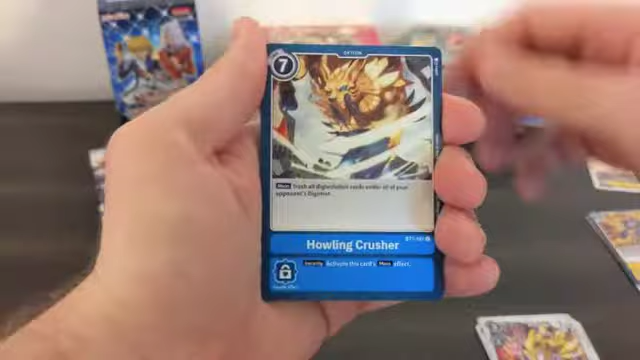 7
OPTION
Main Trash all digivolution cards under all of your
opponent's Digimon.
Howling Crusher
Security Activate this card's Main effect.